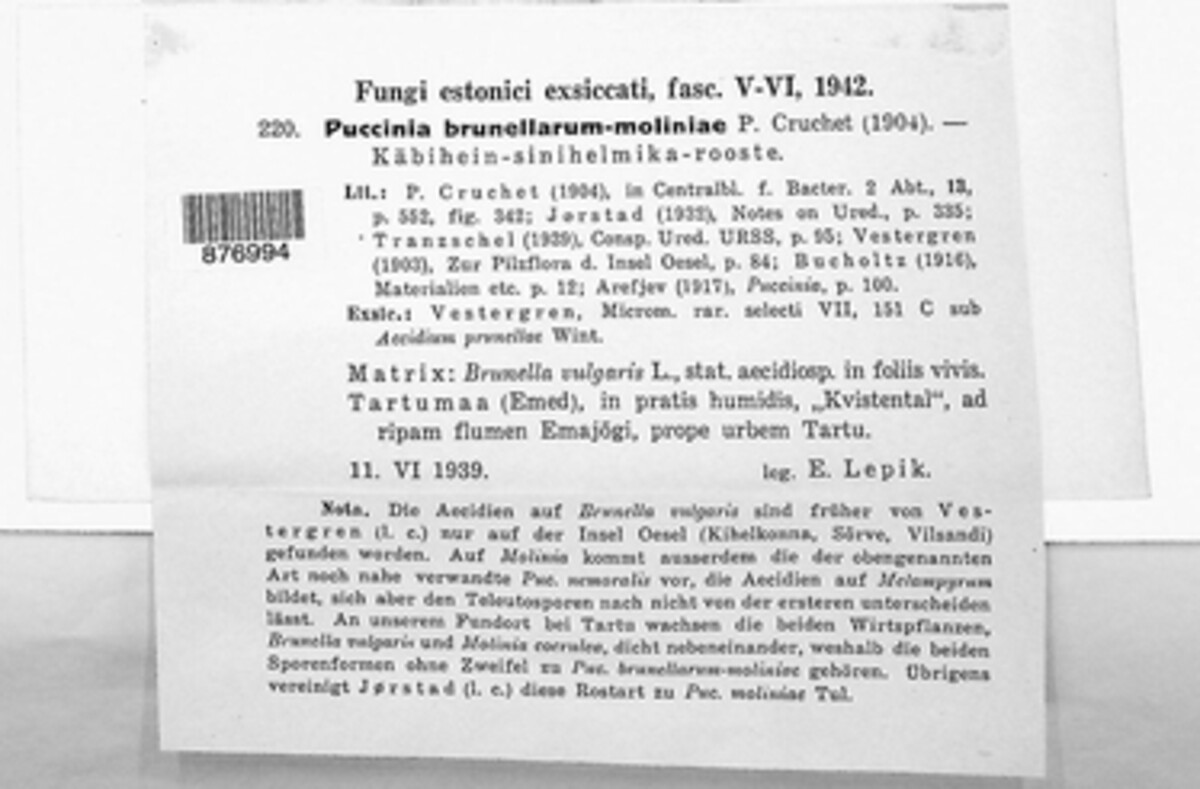 Fungi estonici exsiccati, fasc. V-VI, 1942.
220. Puccinia brunellarum-moliniae P. Cruchet (1904). —
Käbihein-sinihelmika-rooste.
876994
Lit.: P. Cruchet (1904), in Centralbl. f. Bacter. 2 Abt., 13,
p. 552, fig. 342; Jørstad (1932), Notes on Ured., p. 335;
Tranzschel (1939), Consp. Ured. URSS, p. 95; Vestergren
(1903), Zur Pilzflora d. Insel Oesel, p. 84; Bucholtz (1916),
Materialien etc. p. 12; Arefjew (1917), Puccinia, p. 100.
Exsic.: Vestergren, Microm. rar. selecti VII, 151 C sub
Aecidium prunellae Wint.
Matrix: Brunella vulgaris L., stat. aecidiosp. in foliis vivis.
Tartumaa (Emed), in pratis humidis, „Kvistental“, ad
ripam flumen Emajõgi, prope urbem Tartu.
11. VI 1939. leg. E. Lepik.
Nota. Die Aecidien auf Brunella vulgaris sind früher von Ves-
tergren (l. c.) nur auf der Insel Oesel (Kihelkonna, Sõrve, Vilsandi)
gefunden worden. Auf Molinia kommt ausserdem die der obengenannten
Art noch nahe verwandte Puc. nemoralis vor, die Aecidien auf Melampyrum
bildet, sich aber den Teleutosporen nach nicht von der ersteren unterscheiden
lässt. An unserem Fundort bei Tartu wachsen die beiden Wirtspflanzen,
Brunella vulgaris und Molinia coerulea, dicht nebeneinander, weshalb die beiden
Sporenformen ohne Zweifel zu Puc. brunellarum-moliniae gehören. Übrigens
vereinigt Jørstad (l. c.) diese Rostart zu Puc. moliniae Tul.